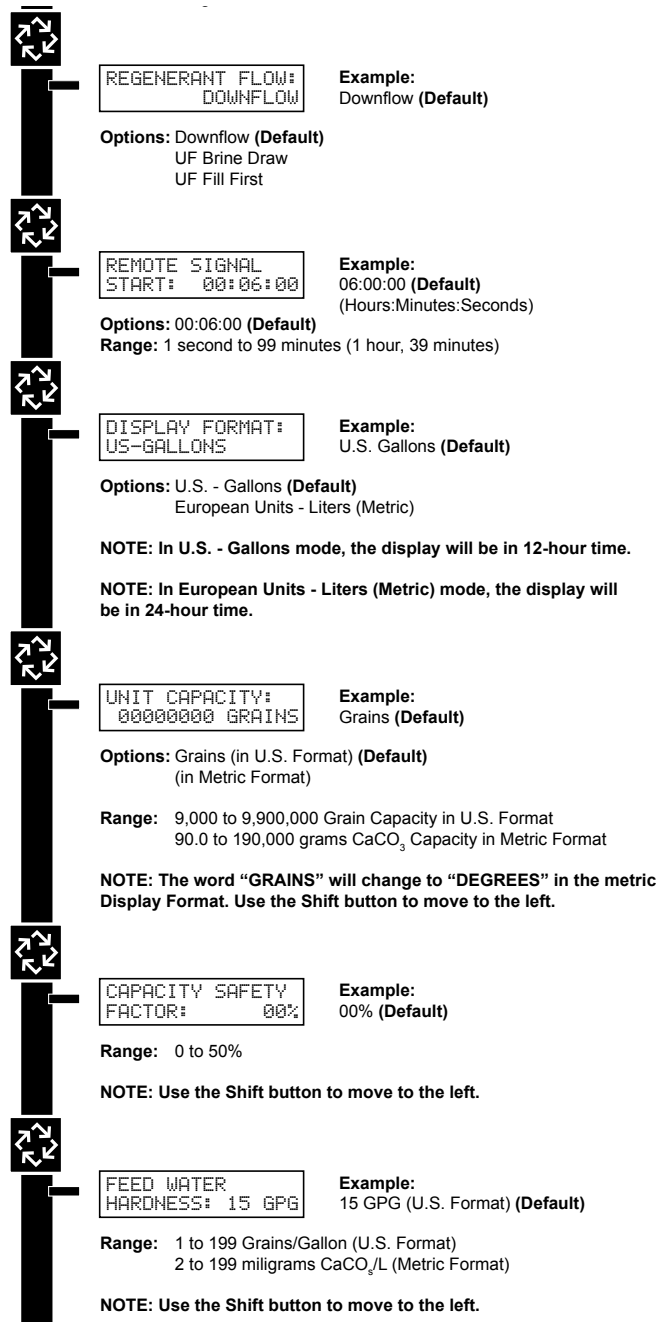 REGENERANT FLOW:
DOWNFLOW
Example:
Downflow (Default)
Options: Downflow (Default)
UF Brine Draw
UF Fill First
REMOTE SIGNAL
START: 00:06:00
Example:
06:00:00 (Default)
(Hours:Minutes:Seconds)
Options: 00:06:00 (Default)
Range: 1 second to 99 minutes (1 hour, 39 minutes)
DISPLAY FORMAT:
US-GALLONS
Example:
U.S. Gallons (Default)
Options: U.S. - Gallons (Default)
European Units - Liters (Metric)
NOTE: In U.S. - Gallons mode, the display will be in 12-hour time.
NOTE: In European Units - Liters (Metric) mode, the display will
be in 24-hour time.
UNIT CAPACITY:
00000000 GRAINS
Example:
Grains (Default)
Options: Grains (in U.S. Format) (Default)
(in Metric Format)
Range: 9,000 to 9,900,000 Grain Capacity in U.S. Format
90.0 to 190,000 grams CaCO3 Capacity in Metric Format
NOTE: The word “GRAINS” will change to “DEGREES” in the metric
Display Format. Use the Shift button to move to the left.
CAPACITY SAFETY
FACTOR: 00%
Example:
00% (Default)
Range: 0 to 50%
NOTE: Use the Shift button to move to the left.
FEED WATER
HARDNESS: 15 GPG
Example:
15 GPG (U.S. Format) (Default)
Range: 1 to 199 Grains/Gallon (U.S. Format)
2 to 199 miligrams CaCOs/L (Metric Format)
NOTE: Use the Shift button to move to the left.